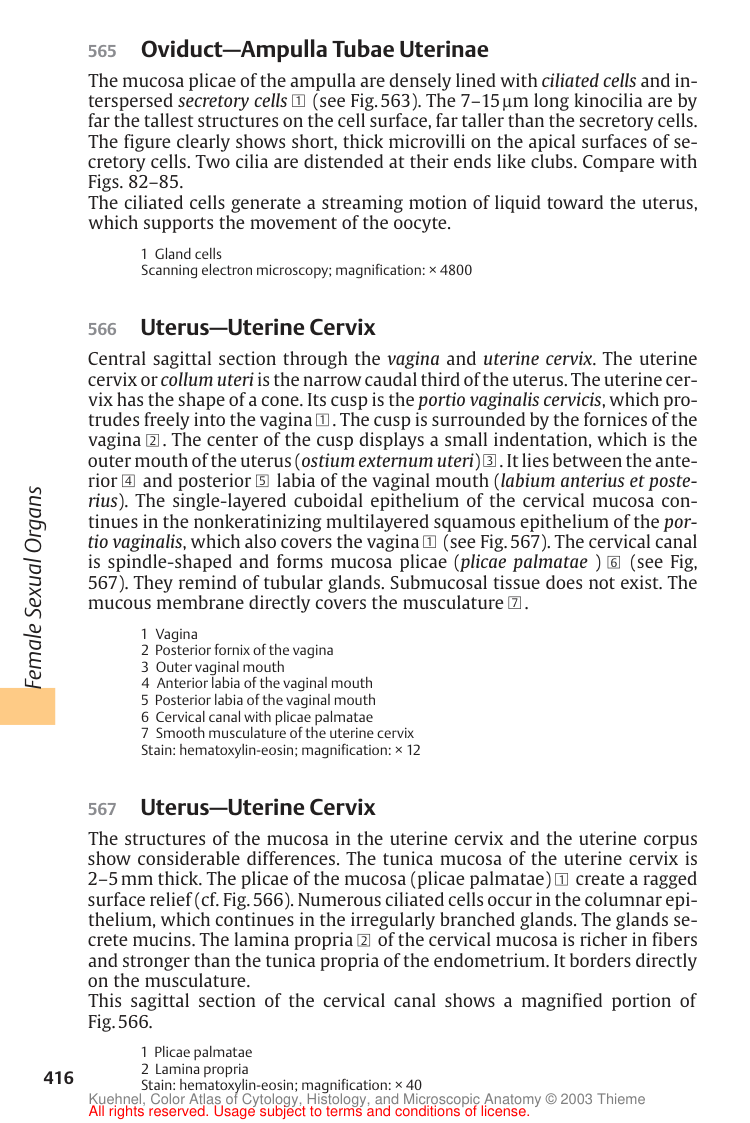 565 Oviduct—Ampulla Tubae Uterinae
The mucosa plicae of the ampulla are densely lined with ciliated cells and in-
terspersed secretory cells 1 (see Fig. 563). The 7–15 µm long kinocilia are by
far the tallest structures on the cell surface, far taller than the secretory cells.
The figure clearly shows short, thick microvilli on the apical surfaces of se-
cretory cells. Two cilia are distended at their ends like clubs. Compare with
Figs. 82–85.
The ciliated cells generate a streaming motion of liquid toward the uterus,
which supports the movement of the oocyte.
1 Gland cells
Scanning electron microscopy; magnification: × 4800
566 Uterus—Uterine Cervix
Central sagittal section through the vagina and uterine cervix. The uterine
cervix or collum uteri is the narrow caudal third of the uterus. The uterine cer-
vix has the shape of a cone. Its cusp is the portio vaginalis cervicis, which pro-
trudes freely into the vagina 1. The cusp is surrounded by the fornices of the
vagina 2. The center of the cusp displays a small indentation, which is the
outer mouth of the uterus (ostium externum uteri) 3. It lies between the ante-
rior 4 and posterior 5 labia of the vaginal mouth (labium anterius et poste-
rius). The single-layered cuboidal epithelium of the cervical mucosa con-
tinues in the nonkeratinizing multilayered squamous epithelium of the por-
tio vaginalis, which also covers the vagina 1 (see Fig. 567). The cervical canal
is spindle-shaped and forms mucosa plicae (plicae palmatae ) 6 (see Fig,
567). They remind of tubular glands. Submucosal tissue does not exist. The
mucous membrane directly covers the musculature 7.
1 Vagina
2 Posterior fornix of the vagina
3 Outer vaginal mouth
4 Anterior labia of the vaginal mouth
5 Posterior labia of the vaginal mouth
6 Cervical canal with plicae palmatae
7 Smooth musculature of the uterine cervix
Stain: hematoxylin-eosin; magnification: × 12
Female Sexual Organs
567 Uterus—Uterine Cervix
The structures of the mucosa in the uterine cervix and the uterine corpus
show considerable differences. The tunica mucosa of the uterine cervix is
2–5 mm thick. The plicae of the mucosa (plicae palmatae) 1 create a ragged
surface relief (cf. Fig. 566). Numerous ciliated cells occur in the columnar epi-
thelium, which continues in the irregularly branched glands. The glands se-
crete mucins. The lamina propria 2 of the cervical mucosa is richer in fibers
and stronger than the tunica propria of the endometrium. It borders directly
on the musculature.
This sagittal section of the cervical canal shows a magnified portion of
Fig. 566.
1 Plicae palmatae
2 Lamina propria
Stain: hematoxylin-eosin; magnification: × 40
416
Kuehnel, Color Atlas of Cytology, Histology, and Microscopic Anatomy © 2003 Thieme
All rights reserved. Usage subject to terms and conditions of license.